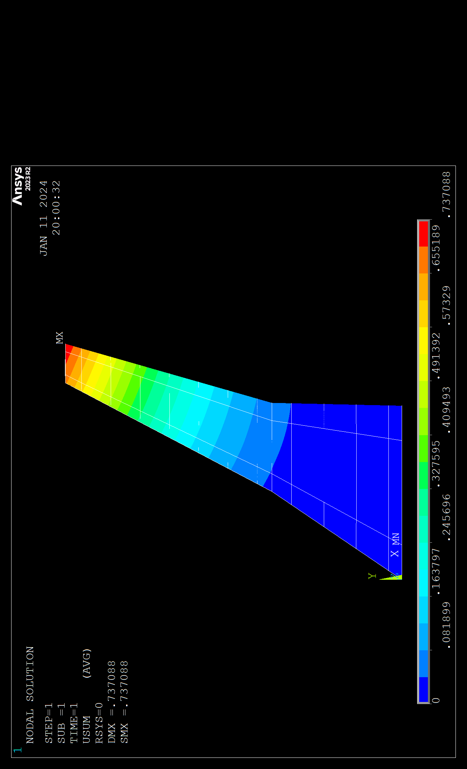 1
NODAL SOLUTION
STEP=1
SUB =1
TIME=1
USUM (AVG)
RSYS=0
DMX =.737088
SMX =.737088
Ansys
2023 R2
JAN 11 2024
20:00:32
MX
Y
X MN
0 .163797 .327595 .491392 .655189
.081899 .245696 .409493 .57329 .737088